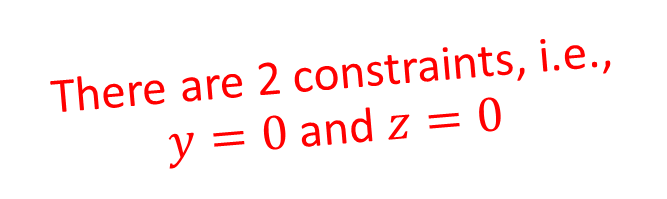 There are 2 constraints, i.e.,
y = 0 and z = 0